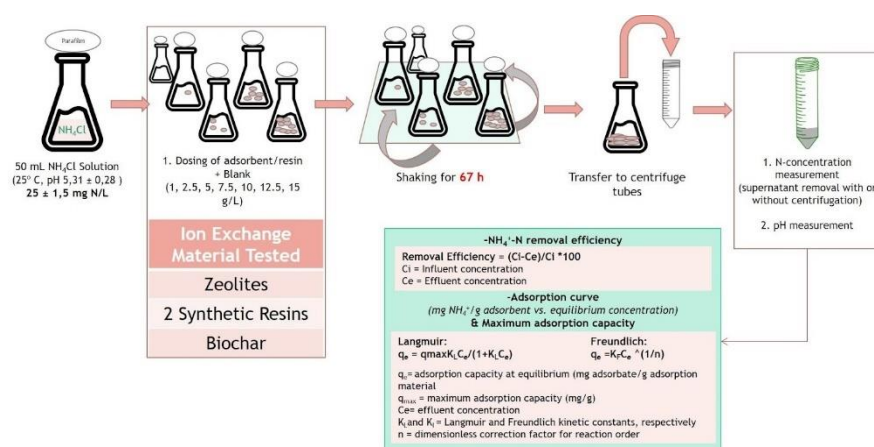 Parafilm
NH₄Cl
50 mL NH₄Cl Solution
(25º C, pH 5,31 ± 0,28 )
25 ± 1,5 mg N/L
1. Dosing of adsorbent/resin
+ Blank
(1, 2.5, 5, 7.5, 10, 12.5, 15
g/L)
Ion Exchange
Material Tested
Zeolites
2 Synthetic Resins
Biochar
Shaking for 67 h
Transfer to centrifuge
tubes
1. N-concentration
measurement
(supernatant removal with or
without centrifugation)
2. pH measurement
-NH₄⁺-N removal efficiency
Removal Efficiency = (Ci-Ce)/Ci *100
Ci = Influent concentration
Ce = Effluent concentration
-Adsorption curve
(mg NH₄⁺/g adsorbent vs. equilibrium concentration)
& Maximum adsorption capacity
Langmuir:
qₑ = qmaxK_LCₑ/(1+K_LCₑ)
Freundlich:
qₑ =K_FCₑ ^(1/n)
qₑ= adsorption capacity at equilibrium (mg adsorbate/g adsorption
material
qₘₐₓ = maximum adsorption capacity (mg/g)
Ce= effluent concentration
K_L and K_f = Langmuir and Freundlich kinetic constants, respectively
n = dimensionless correction factor for reaction order